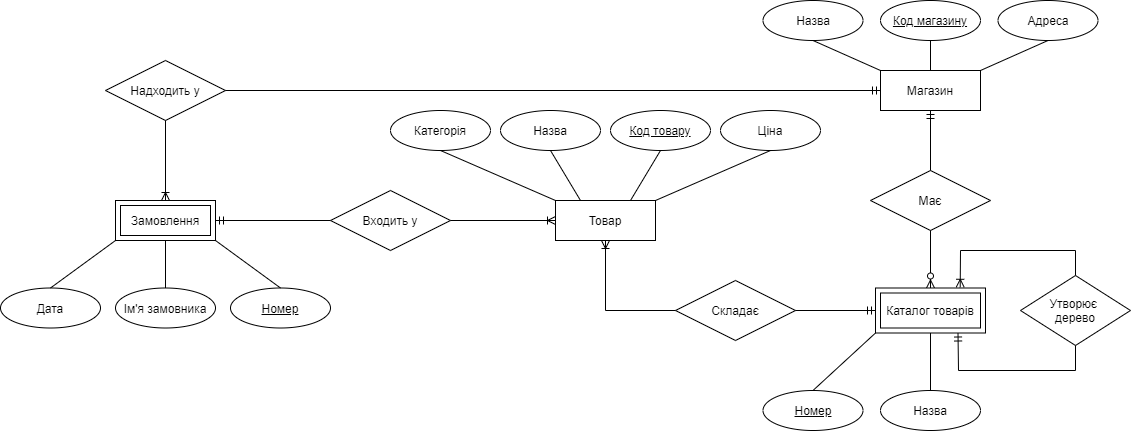 Назва
Код магазину
Адреса
Надходить у
Магазин
Категорія
Назва
Код товару
Ціна
Замовлення
Входить у
Товар
Має
Дата
Ім'я замовника
Номер
Складає
Каталог товарів
Утворює
дерево
Номер
Назва